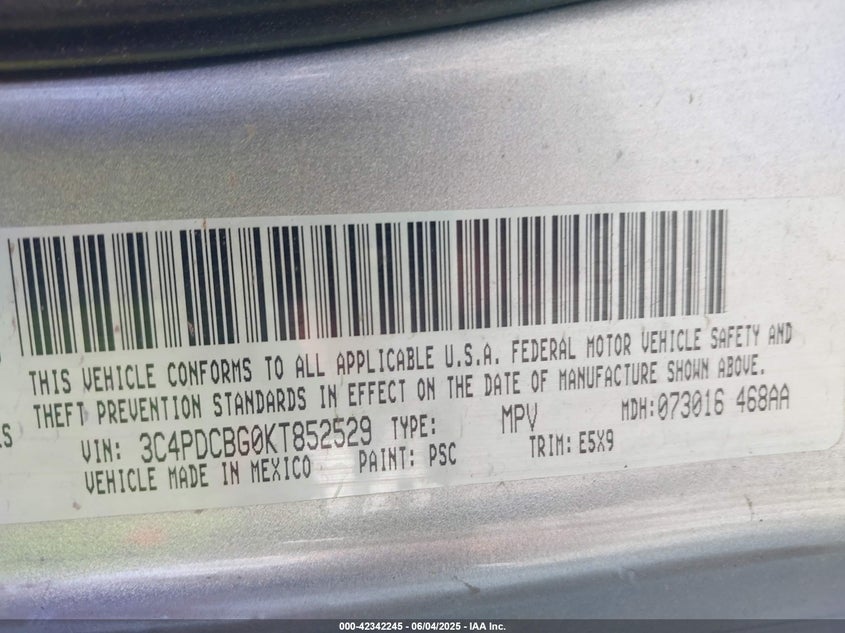 THIS VEHICLE CONFORMS TO ALL APPLICABLE U.S.A. FEDERAL MOTOR VEHICLE SAFETY AND
THEFT PREVENTION STANDARDS IN EFFECT ON THE DATE OF MANUFACTURE SHOWN ABOVE.
VIN: 3C4PDCBG0KT852529 TYPE: MPV MDH:073016 468AA
VEHICLE MADE IN MEXICO PAINT: PSC TRIM: E5X9
000-42342245 - 06/04/2025 - IAA Inc.